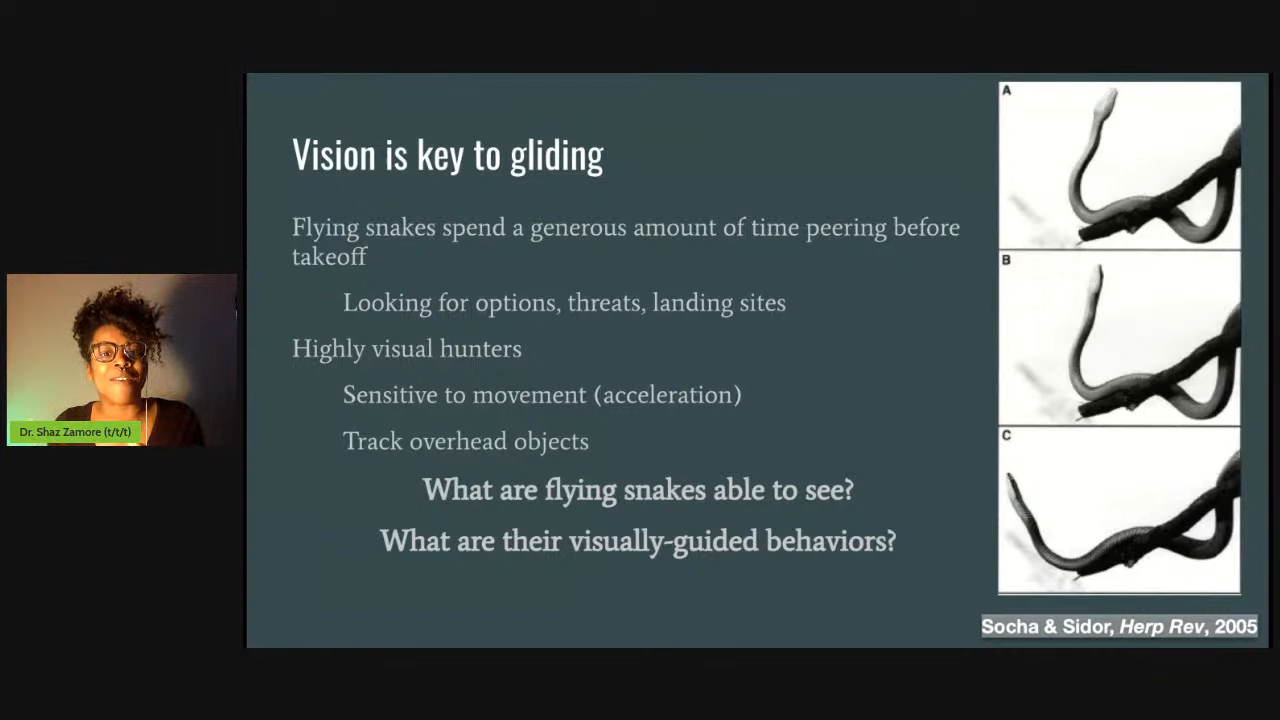 Vision is key to gliding
Flying snakes spend a generous amount of time peering before
takeoff
Looking for options, threats, landing sites
Highly visual hunters
Sensitive to movement (acceleration)
Track overhead objects
What are flying snakes able to see?
What are their visually-guided behaviors?
A
B
C
Socha & Sidor, Herp Rev, 2005
Dr. Shaz Zamore (t/t/t)